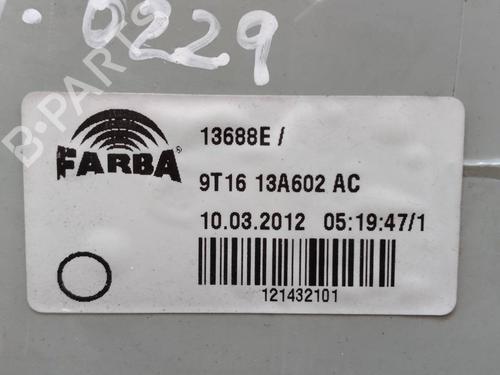 0229
B-PARTS
13688E /
FARBA
9T16 13A602 AC
10.03.2012 05:19:47/1
121432101